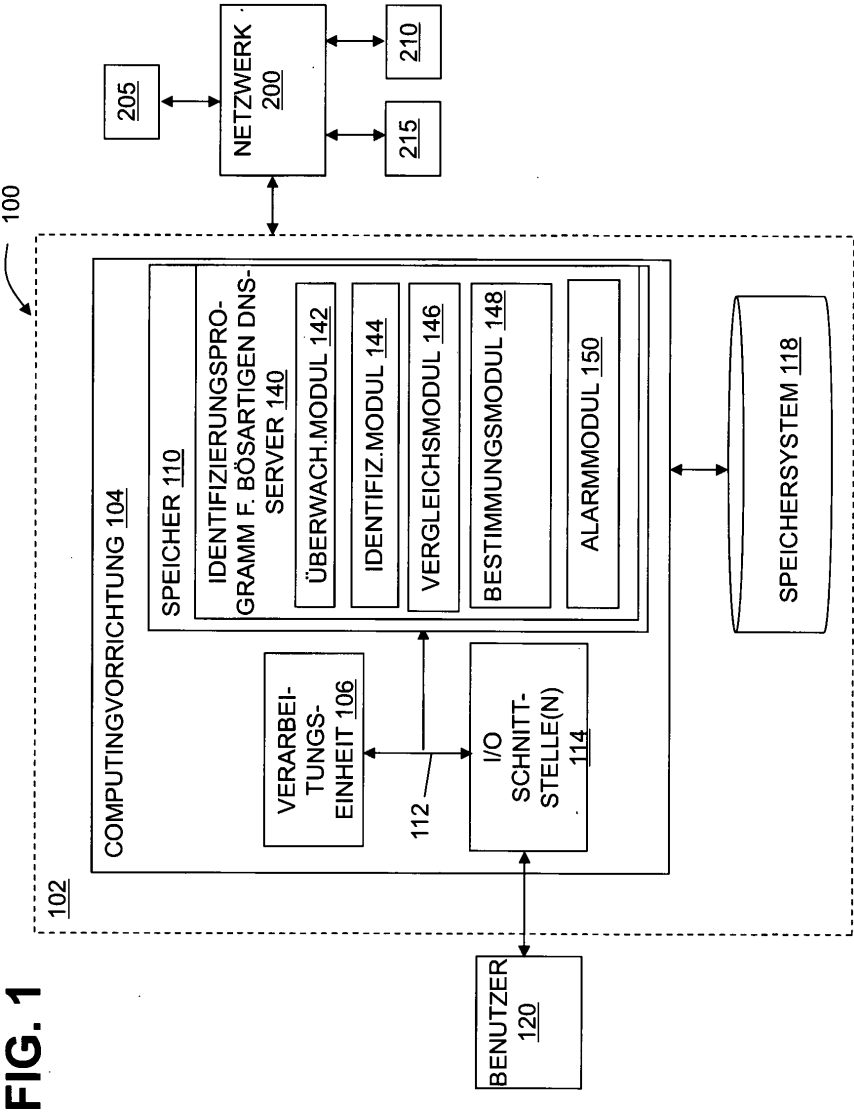 FIG. 1
100
102
COMPUTINGVORRICHTUNG 104
VERARBEI-
TUNGS-
EINHEIT 106
112
I/O
SCHNITT-
STELLE(N)
114
BENUTZER
120
SPEICHER 110
IDENTIFIZIERUNGSPRO-
GRAMM F. BÖSARTIGEN DNS-
SERVER 140
ÜBERWACH.MODUL 142
IDENTIFIZ.MODUL 144
VERGLEICHSMODUL 146
BESTIMMUNGSMODUL 148
ALARMMODUL 150
SPEICHERSYSTEM 118
NETZWERK
200
205
215
210